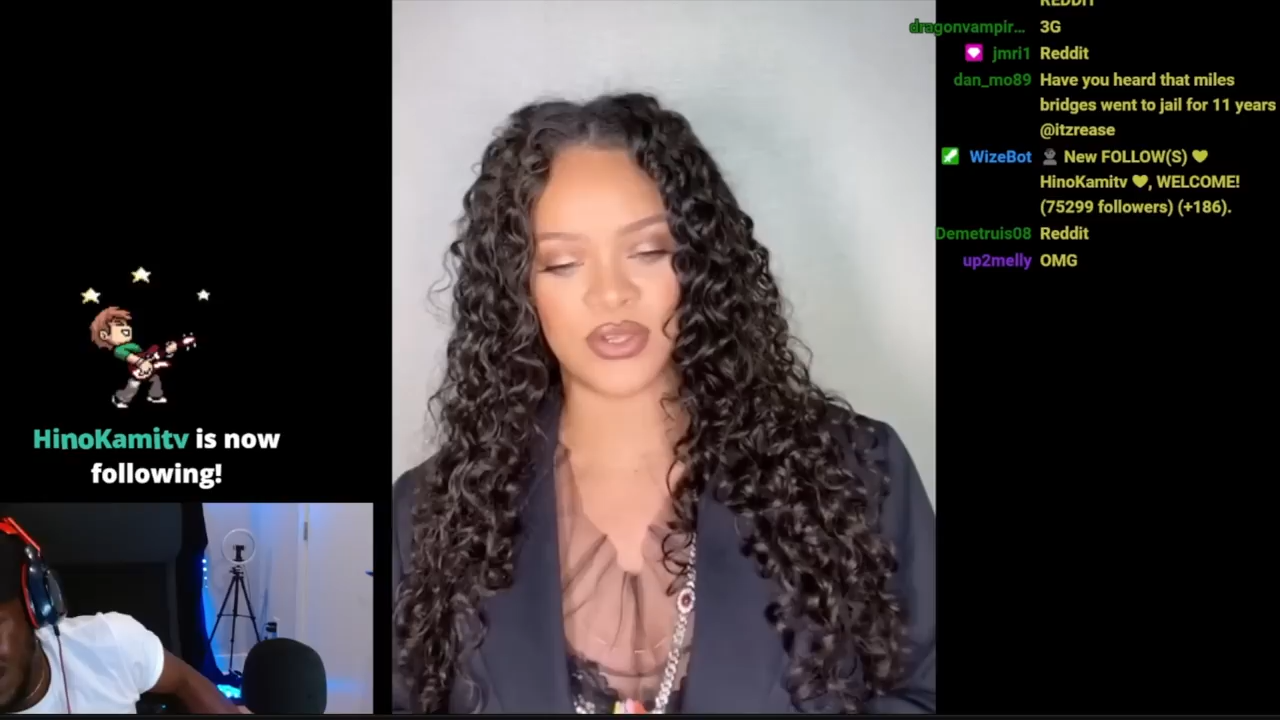 HinoKamitv is now
following!
REDDIT
dragonvampir... 3G
jmri1 Reddit
dan_mo89 Have you heard that miles
bridges went to jail for 11 years
@itzrease
WizeBot New FOLLOW(S)
HinoKamitv, WELCOME!
(75299 followers) (+186).
Demetruis08 Reddit
up2melly OMG